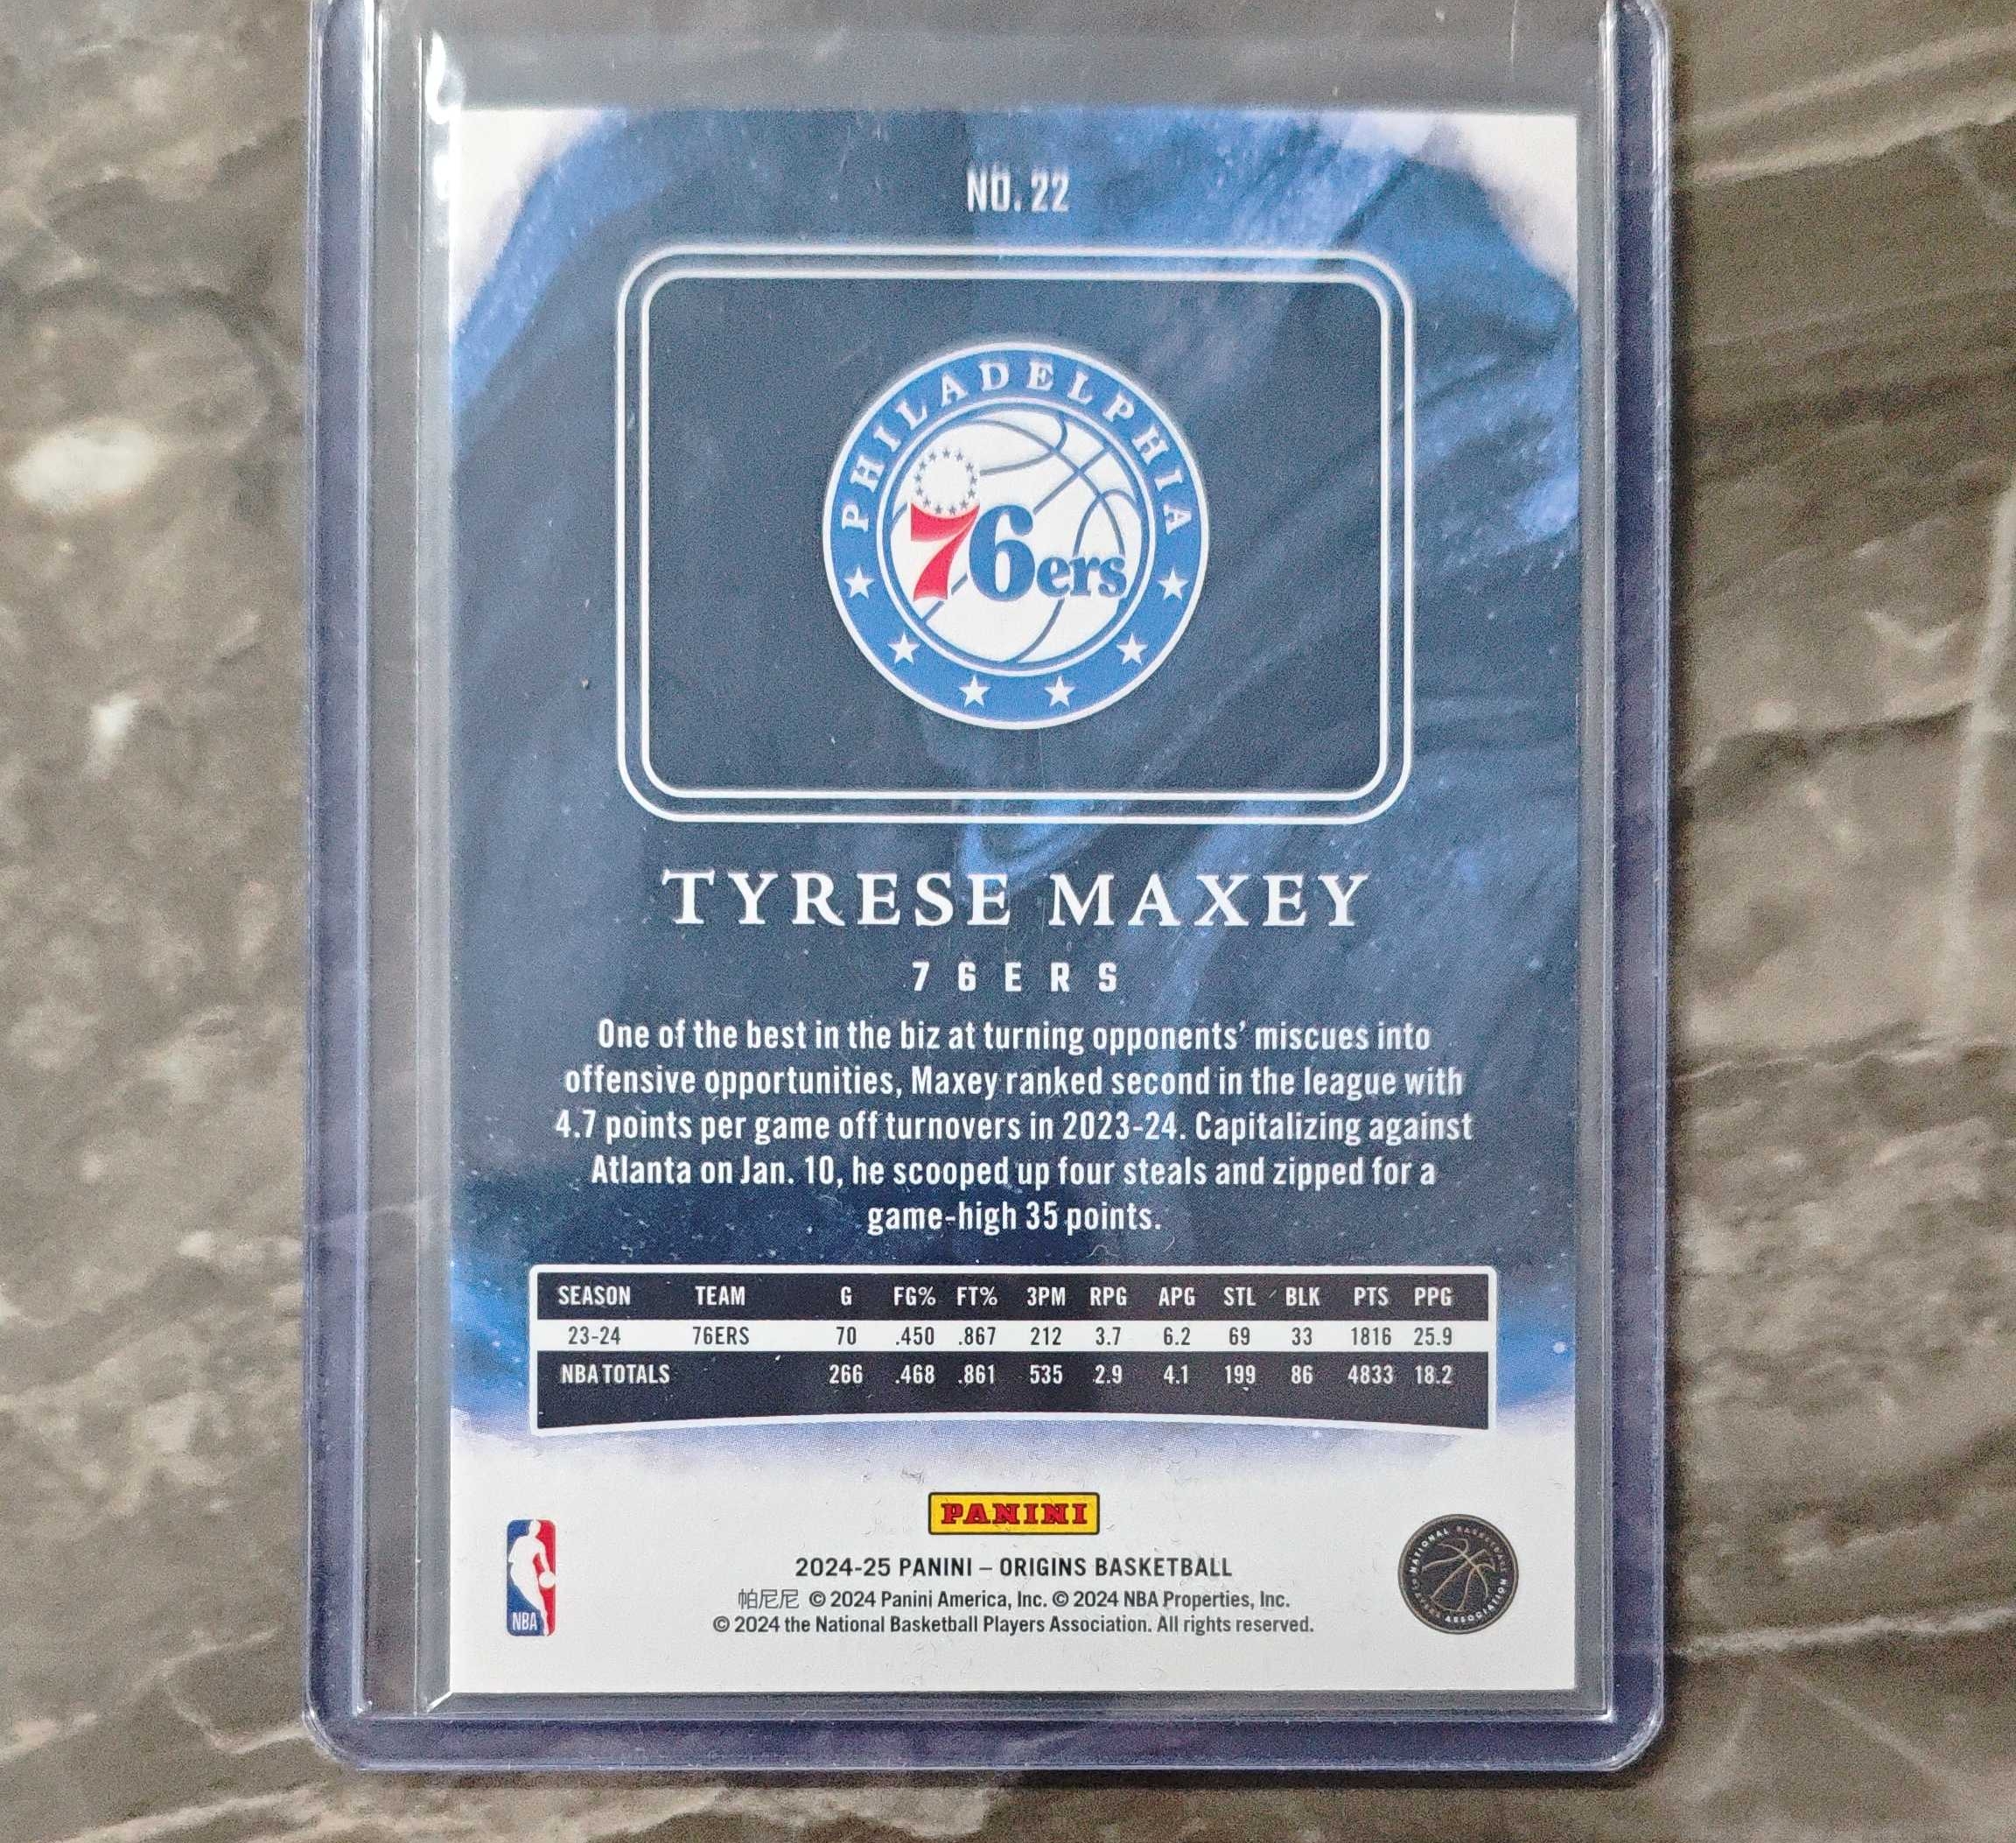 NO. 22
PHILADELPHIA
76ers
TYRESE MAXEY
76ERS
One of the best in the biz at turning opponents' miscues into
offensive opportunities, Maxey ranked second in the league with
4.7 points per game off turnovers in 2023-24. Capitalizing against
Atlanta on Jan. 10, he scooped up four steals and zipped for a
game-high 35 points.
SEASON TEAM G FG% FT% 3PM RPG APG STL BLK PTS PPG
23-24 76ERS 70 .450 .867 212 3.7 6.2 69 33 1816 25.9
NBA TOTALS 266 .468 .861 535 2.9 4.1 199 86 4833 18.2
PANINI
NBA
NATIONAL BASKETBALL PLAYERS ASSOCIATION
2024-25 PANINI – ORIGINS BASKETBALL
帕尼尼 © 2024 Panini America, Inc. © 2024 NBA Properties, Inc.
© 2024 the National Basketball Players Association. All rights reserved.